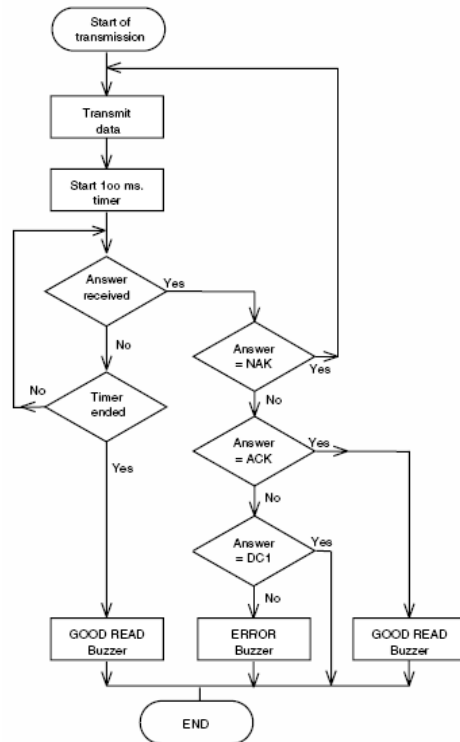 Start of
transmission
Transmit
data
Start 1oo ms.
timer
Answer
received
Yes
No
Answer
= NAK
Yes
No
Timer
ended
No
Yes
Answer
= ACK
Yes
No
Answer
= DC1
Yes
No
GOOD READ
Buzzer
ERROR
Buzzer
GOOD READ
Buzzer
END